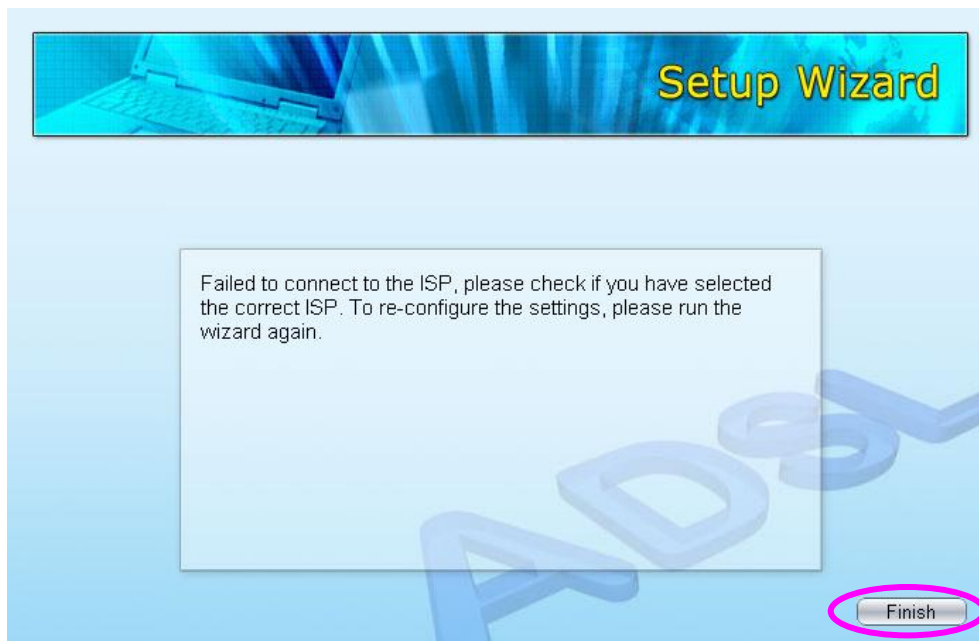 Setup Wizard
Failed to connect to the ISP, please check if you have selected
the correct ISP. To re-configure the settings, please run the
wizard again.
ADSL
Finish